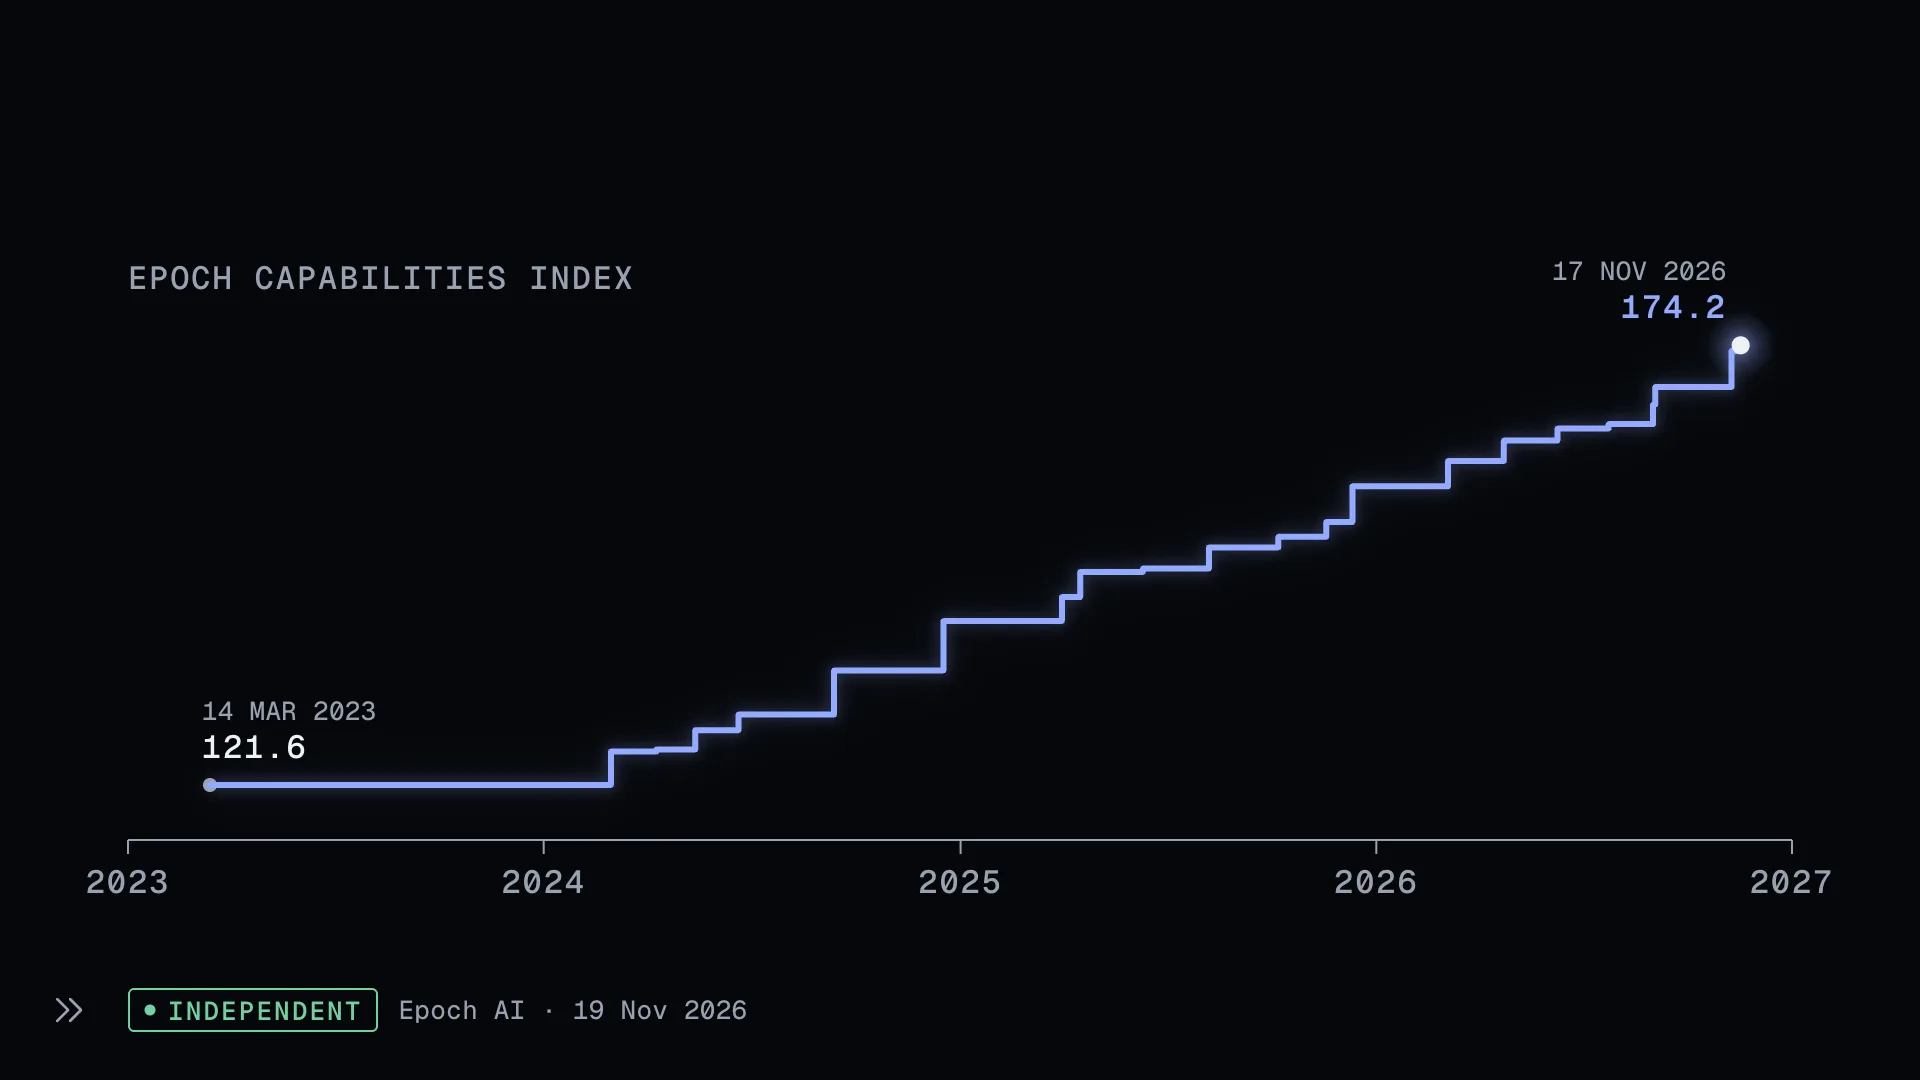 EPOCH CAPABILITIES INDEX
17 NOV 2026
174.2
14 MAR 2023
121.6
2023 2024 2025 2026 2027
INDEPENDENT Epoch AI · 19 Nov 2026